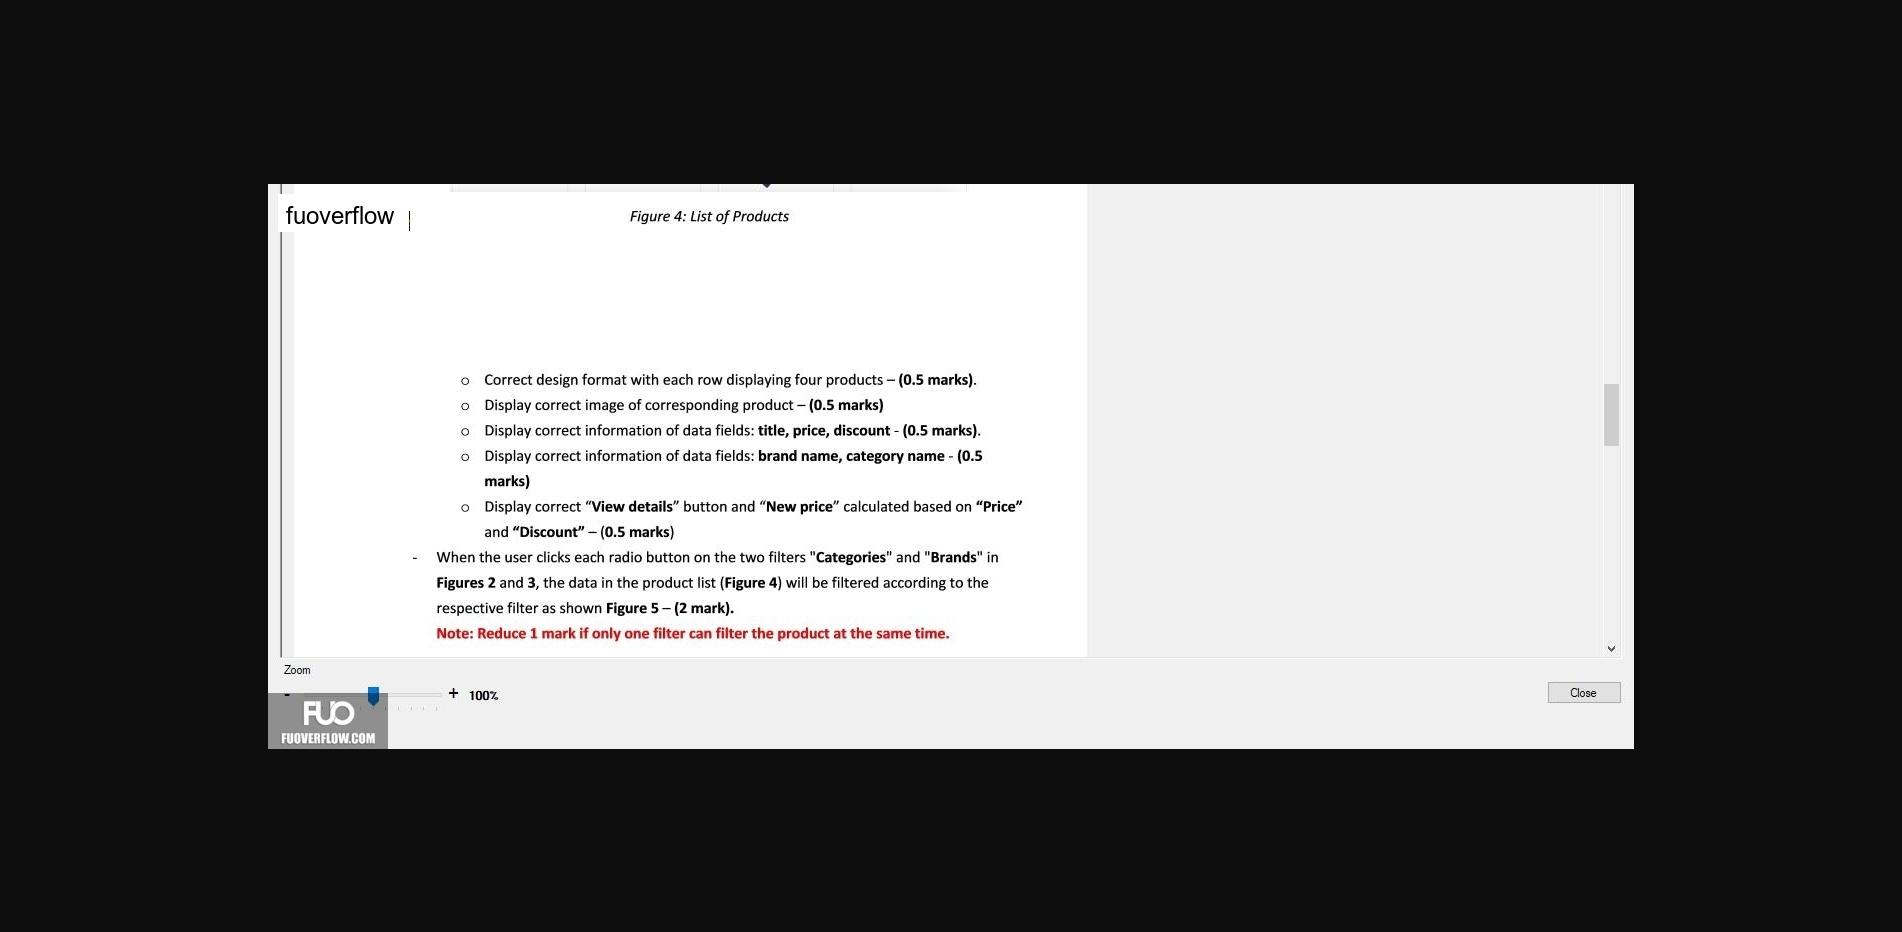 fuoverflow
Figure 4: List of Products
o Correct design format with each row displaying four products – (0.5 marks).
o Display correct image of corresponding product – (0.5 marks)
o Display correct information of data fields: title, price, discount - (0.5 marks).
o Display correct information of data fields: brand name, category name - (0.5
marks)
o Display correct “View details” button and “New price” calculated based on “Price”
and “Discount” – (0.5 marks)
- When the user clicks each radio button on the two filters "Categories" and "Brands" in
Figures 2 and 3, the data in the product list (Figure 4) will be filtered according to the
respective filter as shown Figure 5 – (2 mark).
Note: Reduce 1 mark if only one filter can filter the product at the same time.
Zoom
- + 100%
Close
FUO
FUOVERFLOW.COM